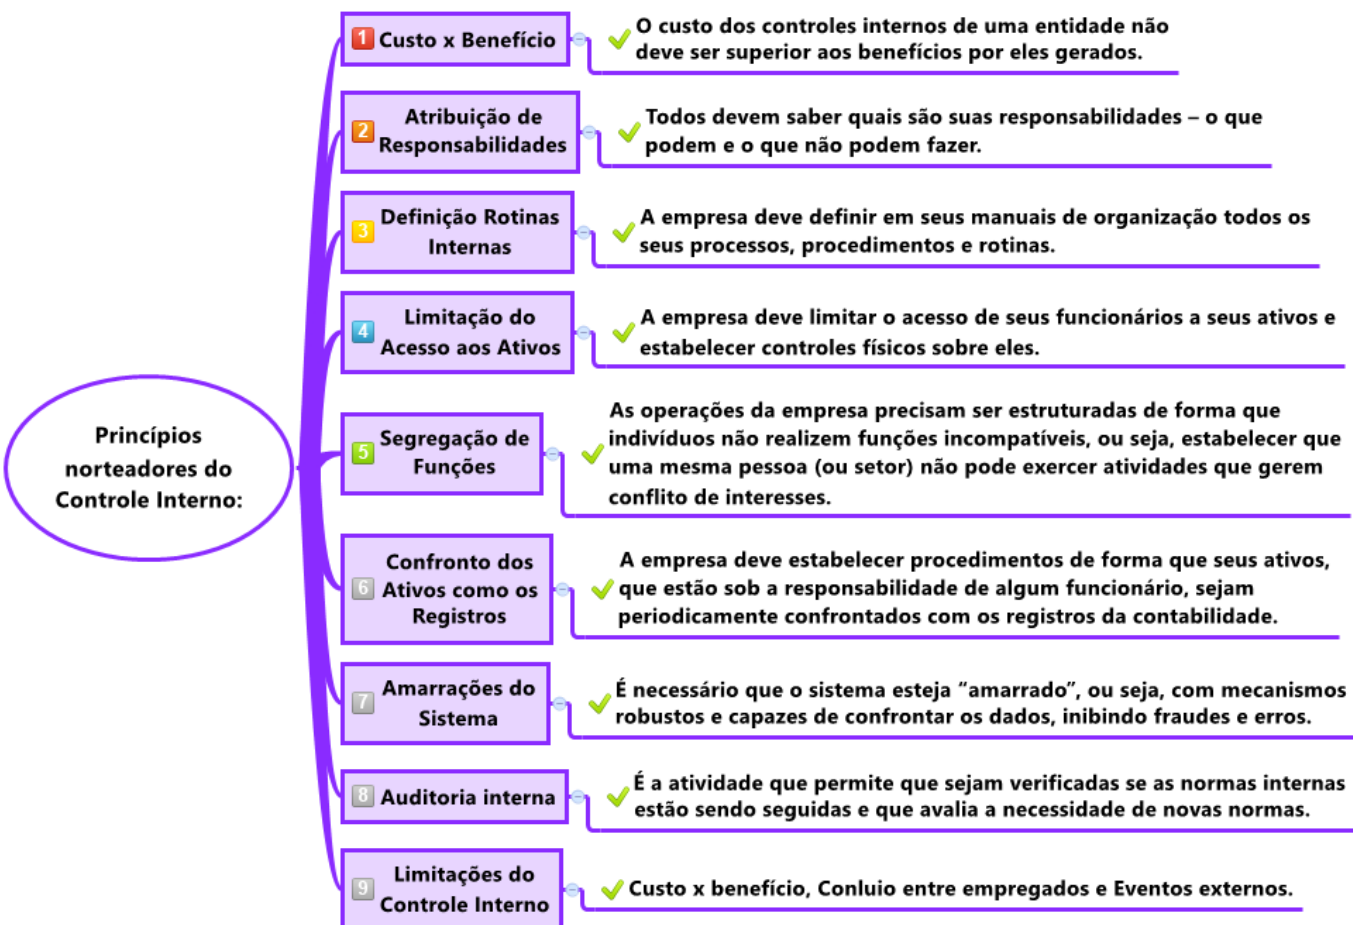 Princípios
norteadores do
Controle Interno:
1 Custo x Benefício
O custo dos controles internos de uma entidade não
deve ser superior aos benefícios por eles gerados.
2 Atribuição de
Responsabilidades
Todos devem saber quais são suas responsabilidades – o que
podem e o que não podem fazer.
3 Definição Rotinas
Internas
A empresa deve definir em seus manuais de organização todos os
seus processos, procedimentos e rotinas.
4 Limitação do
Acesso aos Ativos
A empresa deve limitar o acesso de seus funcionários a seus ativos e
estabelecer controles físicos sobre eles.
5 Segregação de
Funções
As operações da empresa precisam ser estruturadas de forma que
indivíduos não realizem funções incompatíveis, ou seja, estabelecer que
uma mesma pessoa (ou setor) não pode exercer atividades que gerem
conflito de interesses.
6 Confronto dos
Ativos como os
Registros
A empresa deve estabelecer procedimentos de forma que seus ativos,
que estão sob a responsabilidade de algum funcionário, sejam
periodicamente confrontados com os registros da contabilidade.
7 Amarrações do
Sistema
É necessário que o sistema esteja “amarrado”, ou seja, com mecanismos
robustos e capazes de confrontar os dados, inibindo fraudes e erros.
8 Auditoria interna
É a atividade que permite que sejam verificadas se as normas internas
estão sendo seguidas e que avalia a necessidade de novas normas.
9 Limitações do
Controle Interno
Custo x benefício, Conluio entre empregados e Eventos externos.